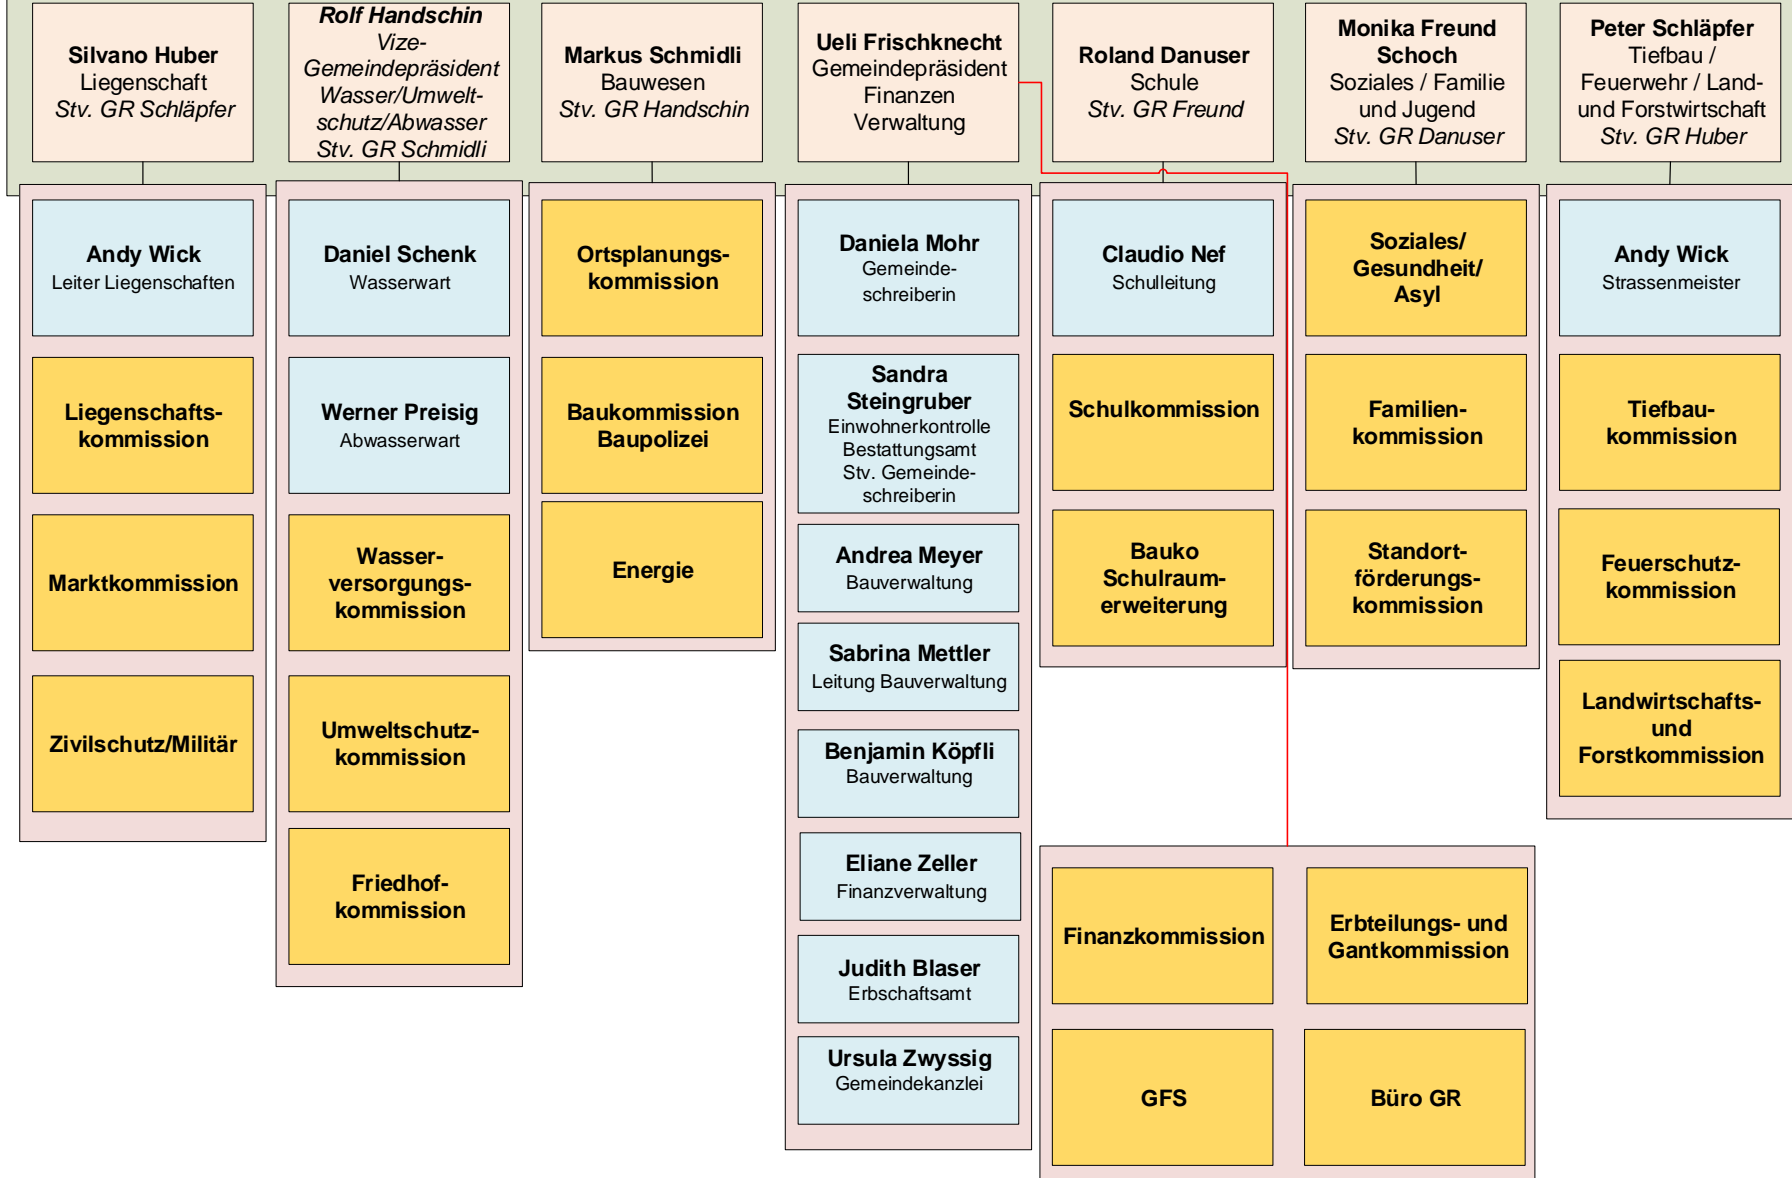 Silvano Huber
Liegenschaft
Stv. GR Schläpfer
Rolf Handschin
Vize-
Gemeindepräsident
Wasser/Umwelt-
schutz/Abwasser
Stv. GR Schmidli
Markus Schmidli
Bauwesen
Stv. GR Handschin
Ueli Frischknecht
Gemeindepräsident
Finanzen
Verwaltung
Roland Danuser
Schule
Stv. GR Freund
Monika Freund
Schoch
Soziales / Familie
und Jugend
Stv. GR Danuser
Peter Schläpfer
Tiefbau /
Feuerwehr / Land-
und Forstwirtschaft
Stv. GR Huber
Andy Wick
Leiter Liegenschaften
Liegenschafts-
kommission
Marktkommission
Zivilschutz/Militär
Daniel Schenk
Wasserwart
Werner Preisig
Abwasserwart
Wasser-
versorgungs-
kommission
Umweltschutz-
kommission
Friedhof-
kommission
Ortsplanungs-
kommission
Baukommission
Baupolizei
Energie
Daniela Mohr
Gemeinde-
schreiberin
Sandra
Steingruber
Einwohnerkontrolle
Bestattungsamt
Stv. Gemeinde-
schreiberin
Andrea Meyer
Bauverwaltung
Sabrina Mettler
Leitung Bauverwaltung
Benjamin Köpfli
Bauverwaltung
Eliane Zeller
Finanzverwaltung
Judith Blaser
Erbschaftsamt
Ursula Zwyssig
Gemeindekanzlei
Claudio Nef
Schulleitung
Schulkommission
Bauko
Schulraum-
erweiterung
Soziales/
Gesundheit/
Asyl
Familien-
kommission
Standort-
förderungs-
kommission
Andy Wick
Strassenmeister
Tiefbau-
kommission
Feuerschutz-
kommission
Landwirtschafts-
und
Forstkommission
Finanzkommission
Erbteilungs- und
Gantkommission
GFS
Büro GR